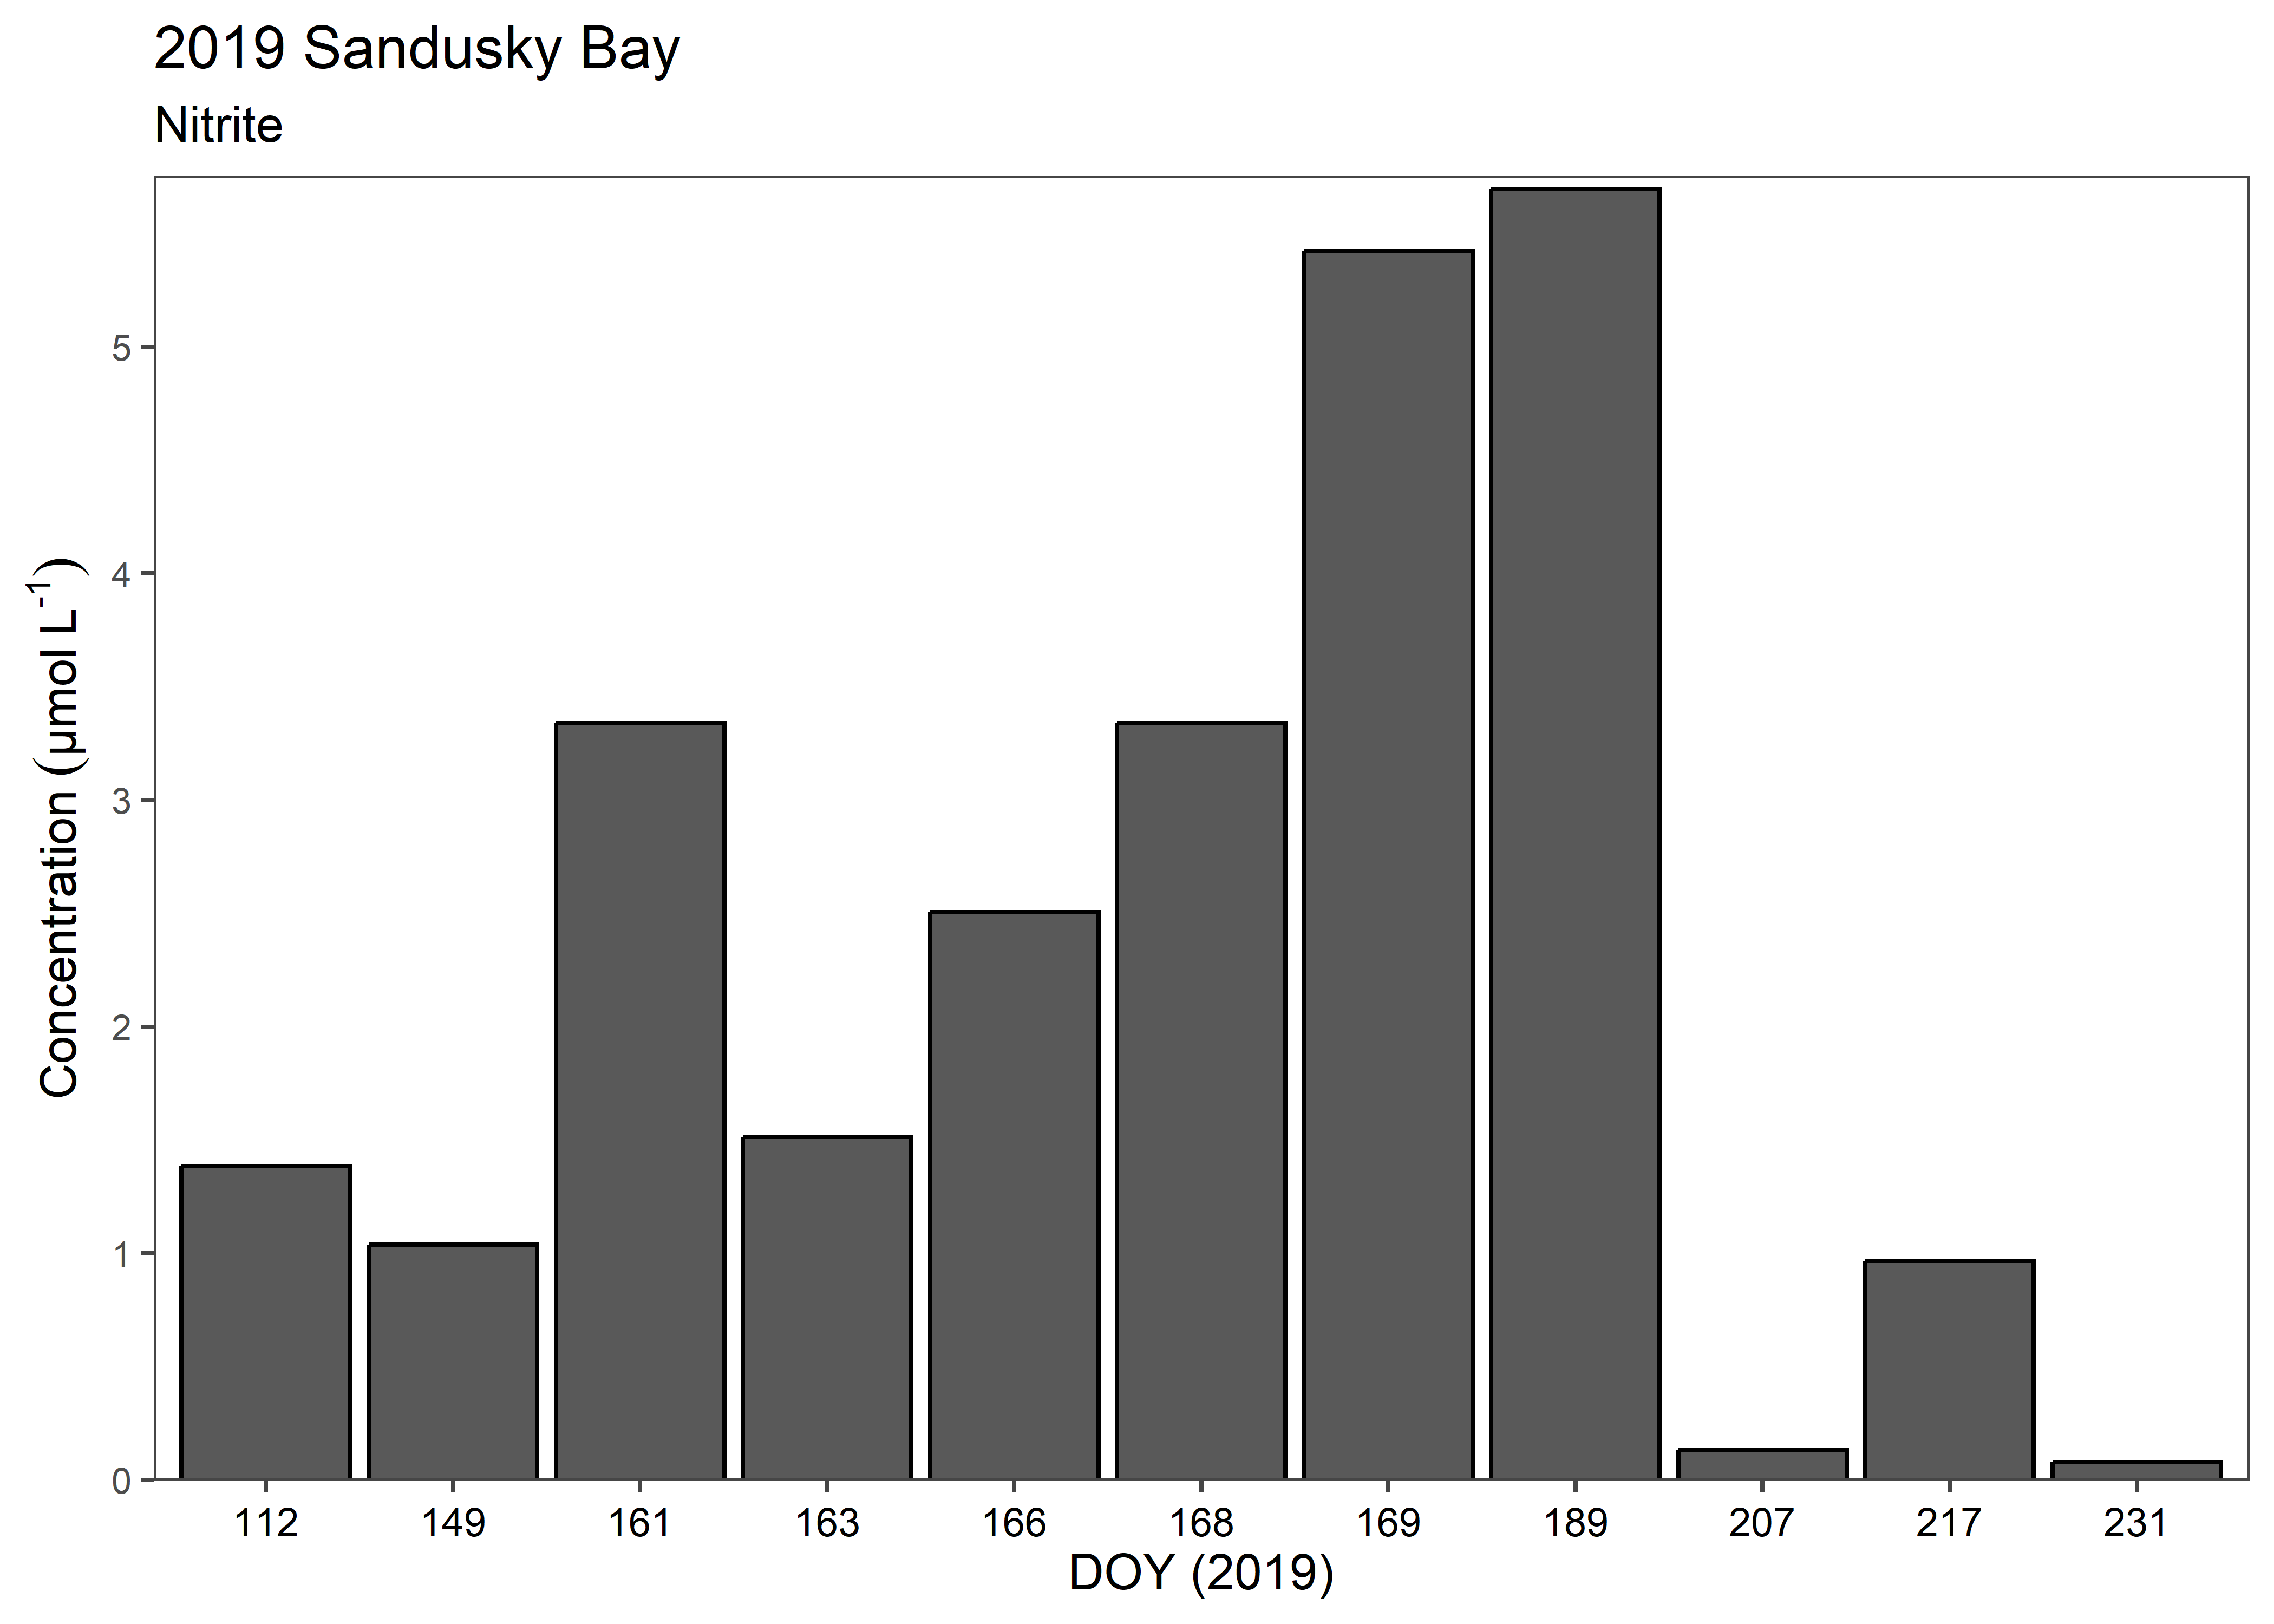 2019 Sandusky Bay
Nitrite
Concentration (µmol L⁻¹)
5
4
3
2
1
0
112 149 161 163 166 168 169 189 207 217 231
DOY (2019)